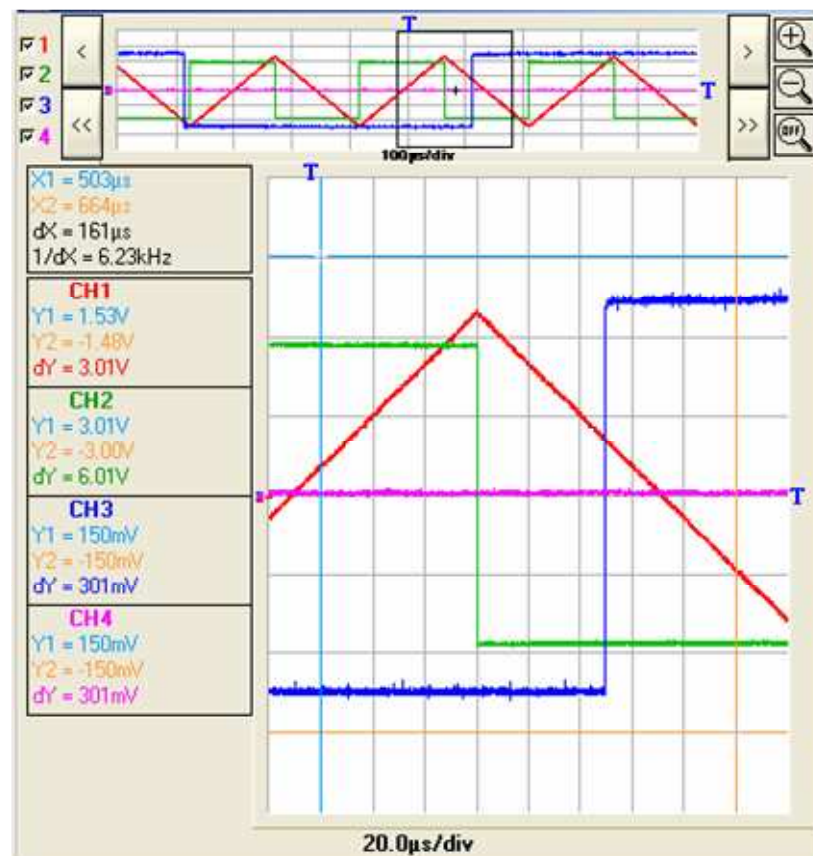 T
1
2
3
4
<
<<
>
>>
T
OFF
100µs/div
X1 = 503µs
X2 = 664µs
dX = 161µs
1/dX = 6.23kHz
T
CH1
Y1 = 1.53V
Y2 = -1.48V
dY = 3.01V
CH2
Y1 = 3.01V
Y2 = -3.00V
dY = 6.01V
CH3
Y1 = 150mV
Y2 = -150mV
dY = 301mV
T
CH4
Y1 = 150mV
Y2 = -150mV
dY = 301mV
20.0µs/div